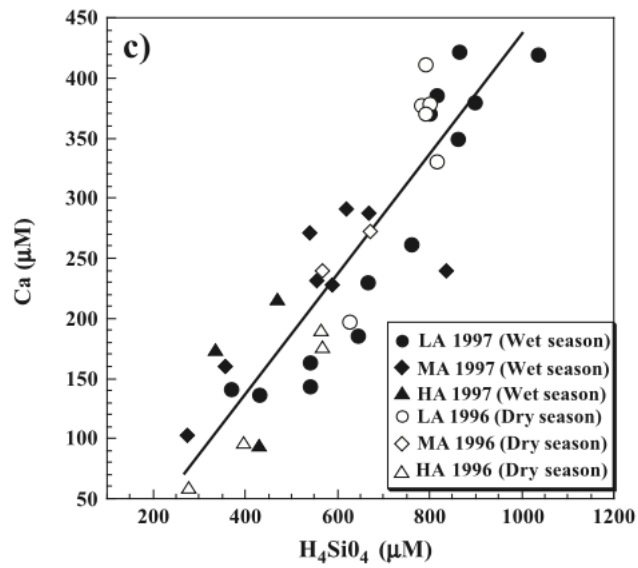 c)
450
400
350
300
250
200
150
100
50
Ca (μM)
● LA 1997 (Wet season)
◆ MA 1997 (Wet season)
▲ HA 1997 (Wet season)
○ LA 1996 (Dry season)
◇ MA 1996 (Dry season)
△ HA 1996 (Dry season)
200 400 600 800 1000 1200
H₄Si0₄ (μM)